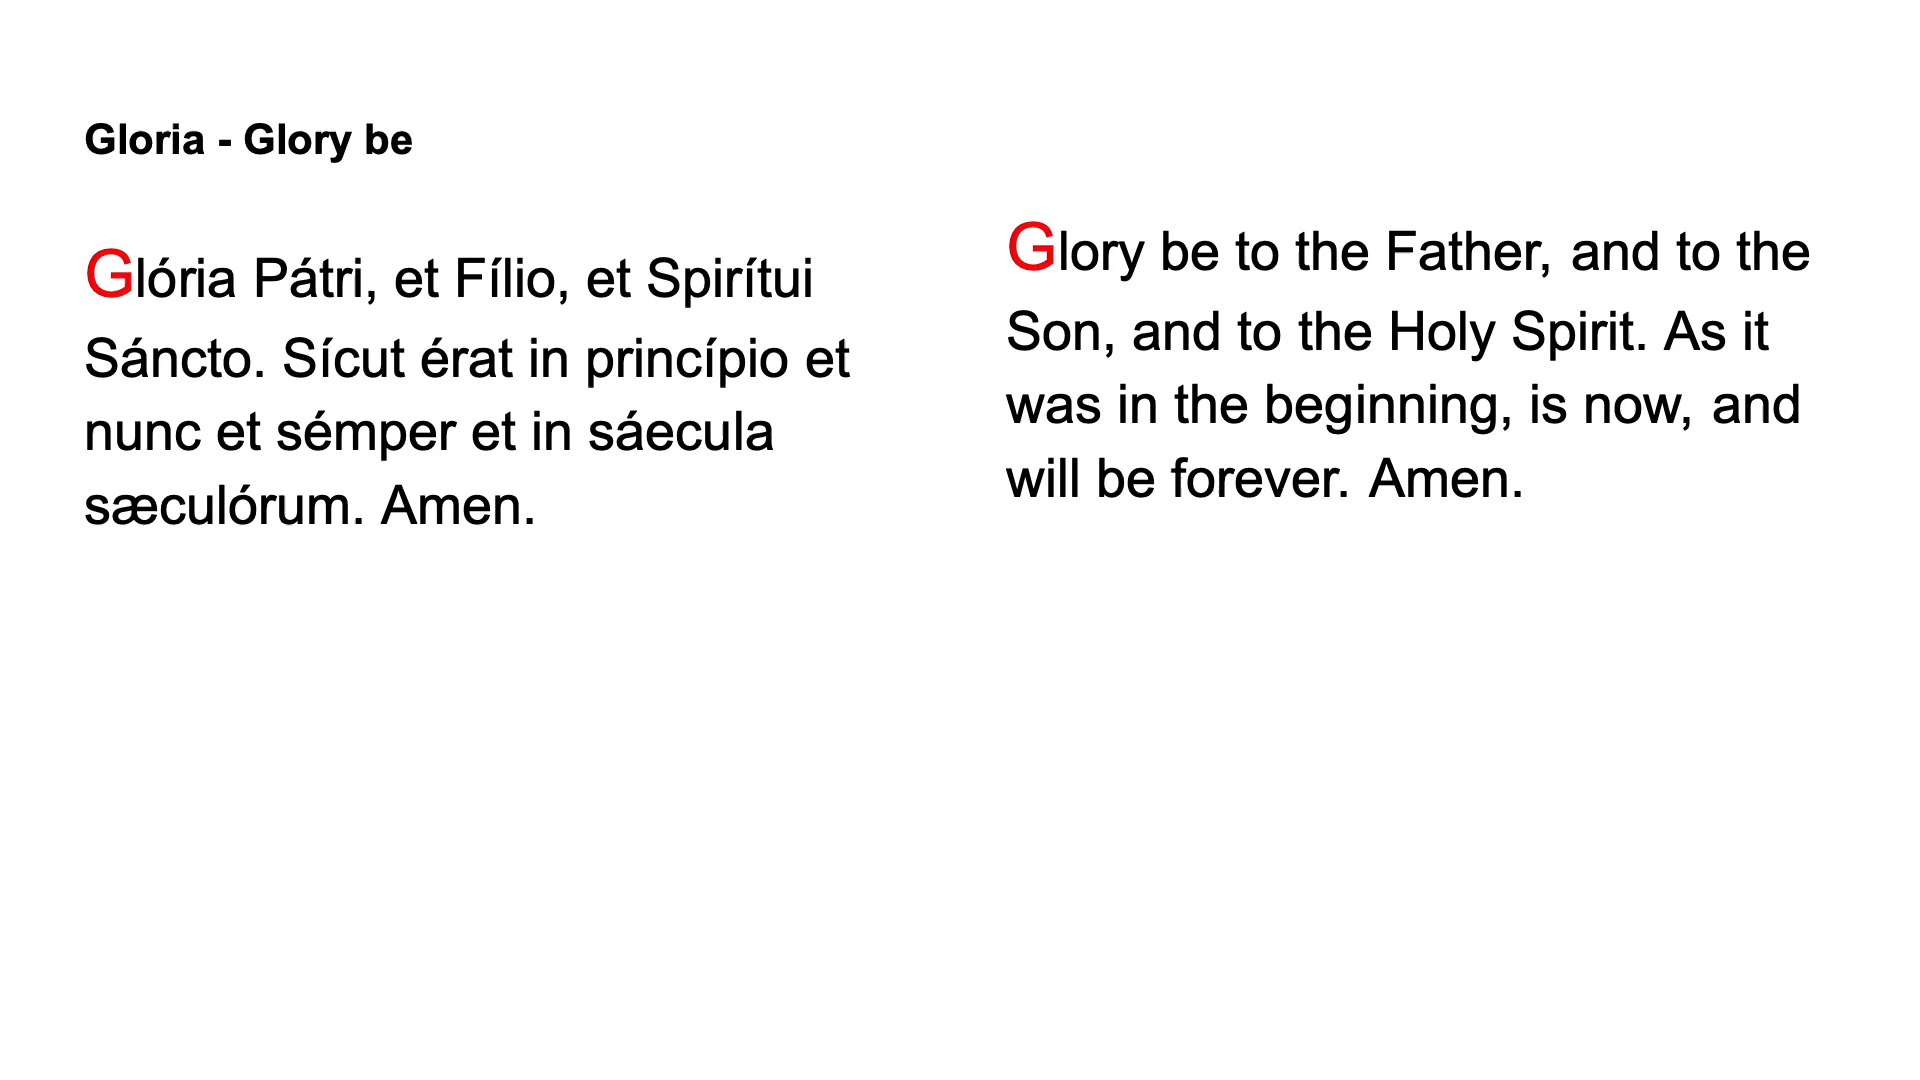 Gloria - Glory be
Glória Pátri, et Fílio, et Spirítui
Sáncto. Sícut érat in princípio et
nunc et sémper et in sáecula
sæculórum. Amen.
Glory be to the Father, and to the
Son, and to the Holy Spirit. As it
was in the beginning, is now, and
will be forever. Amen.